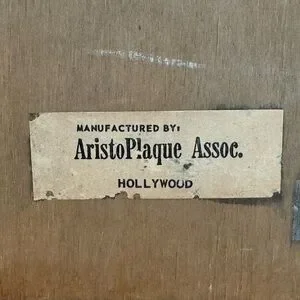 MANUFACTURED BY:
AristoPlaque Assoc.
HOLLYWOOD